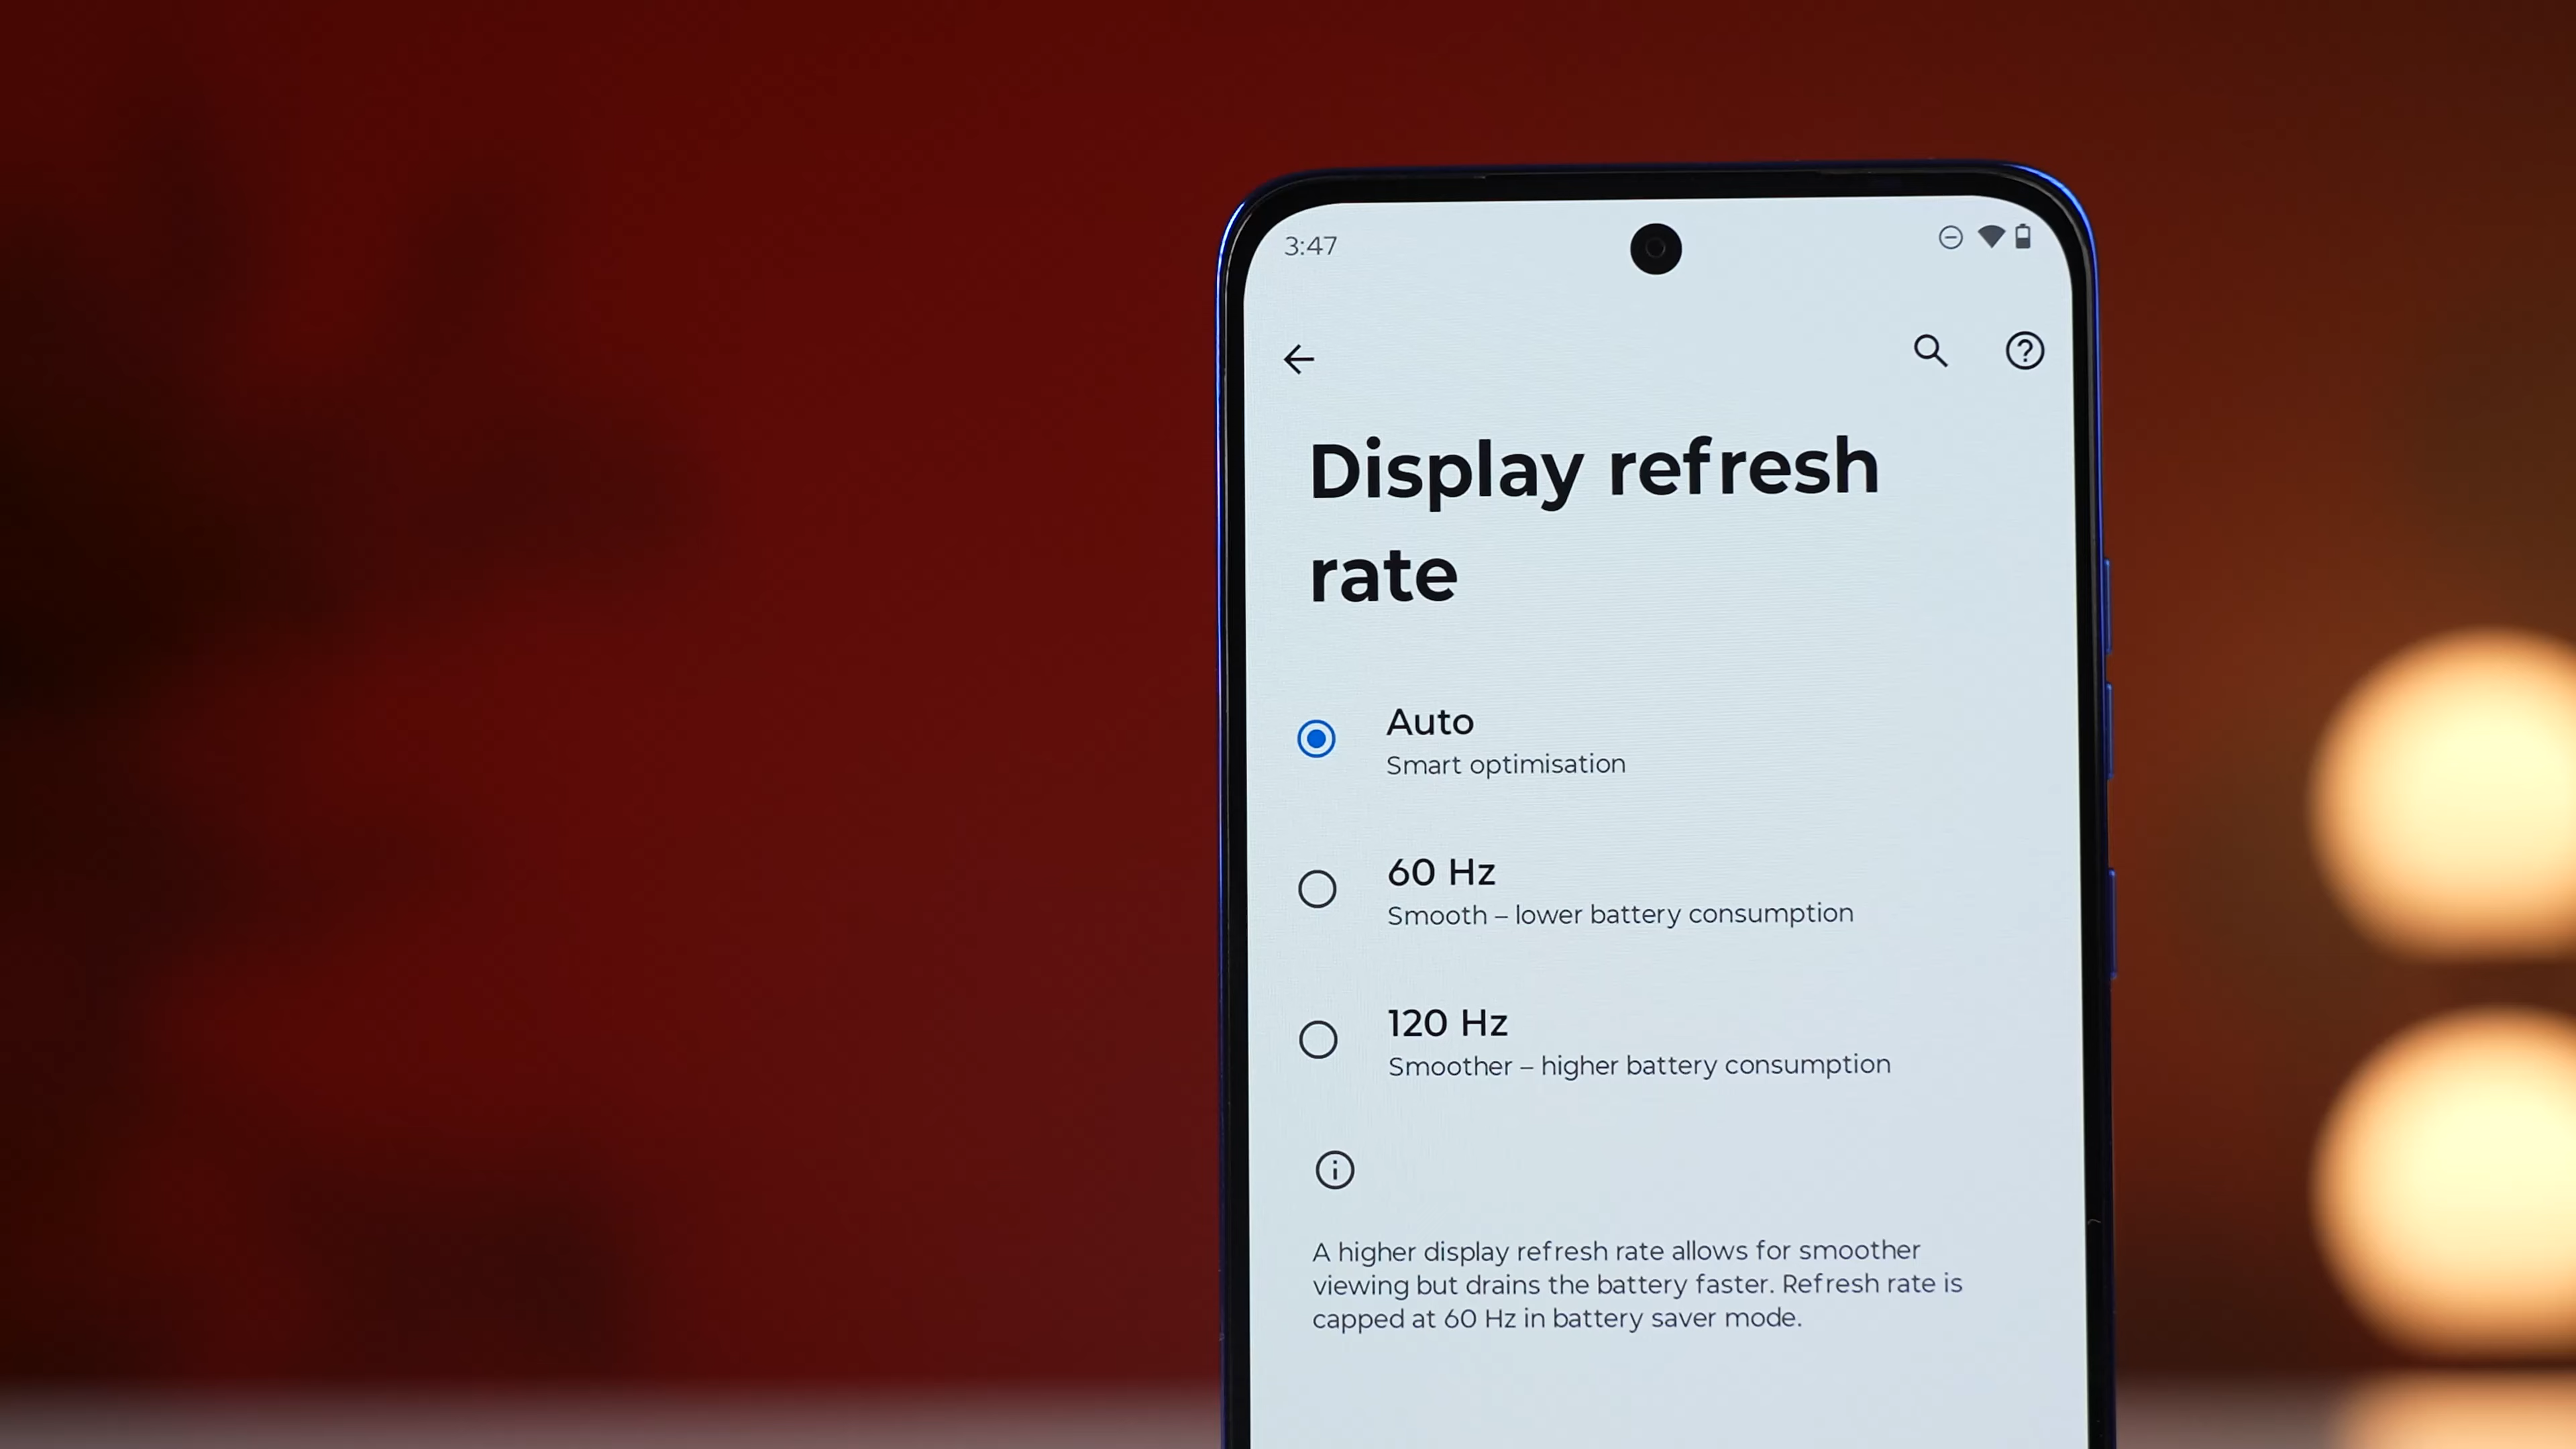 3:47
Display refresh
rate
Auto
Smart optimisation
60 Hz
Smooth – lower battery consumption
120 Hz
Smoother – higher battery consumption
A higher display refresh rate allows for smoother
viewing but drains the battery faster. Refresh rate is
capped at 60 Hz in battery saver mode.